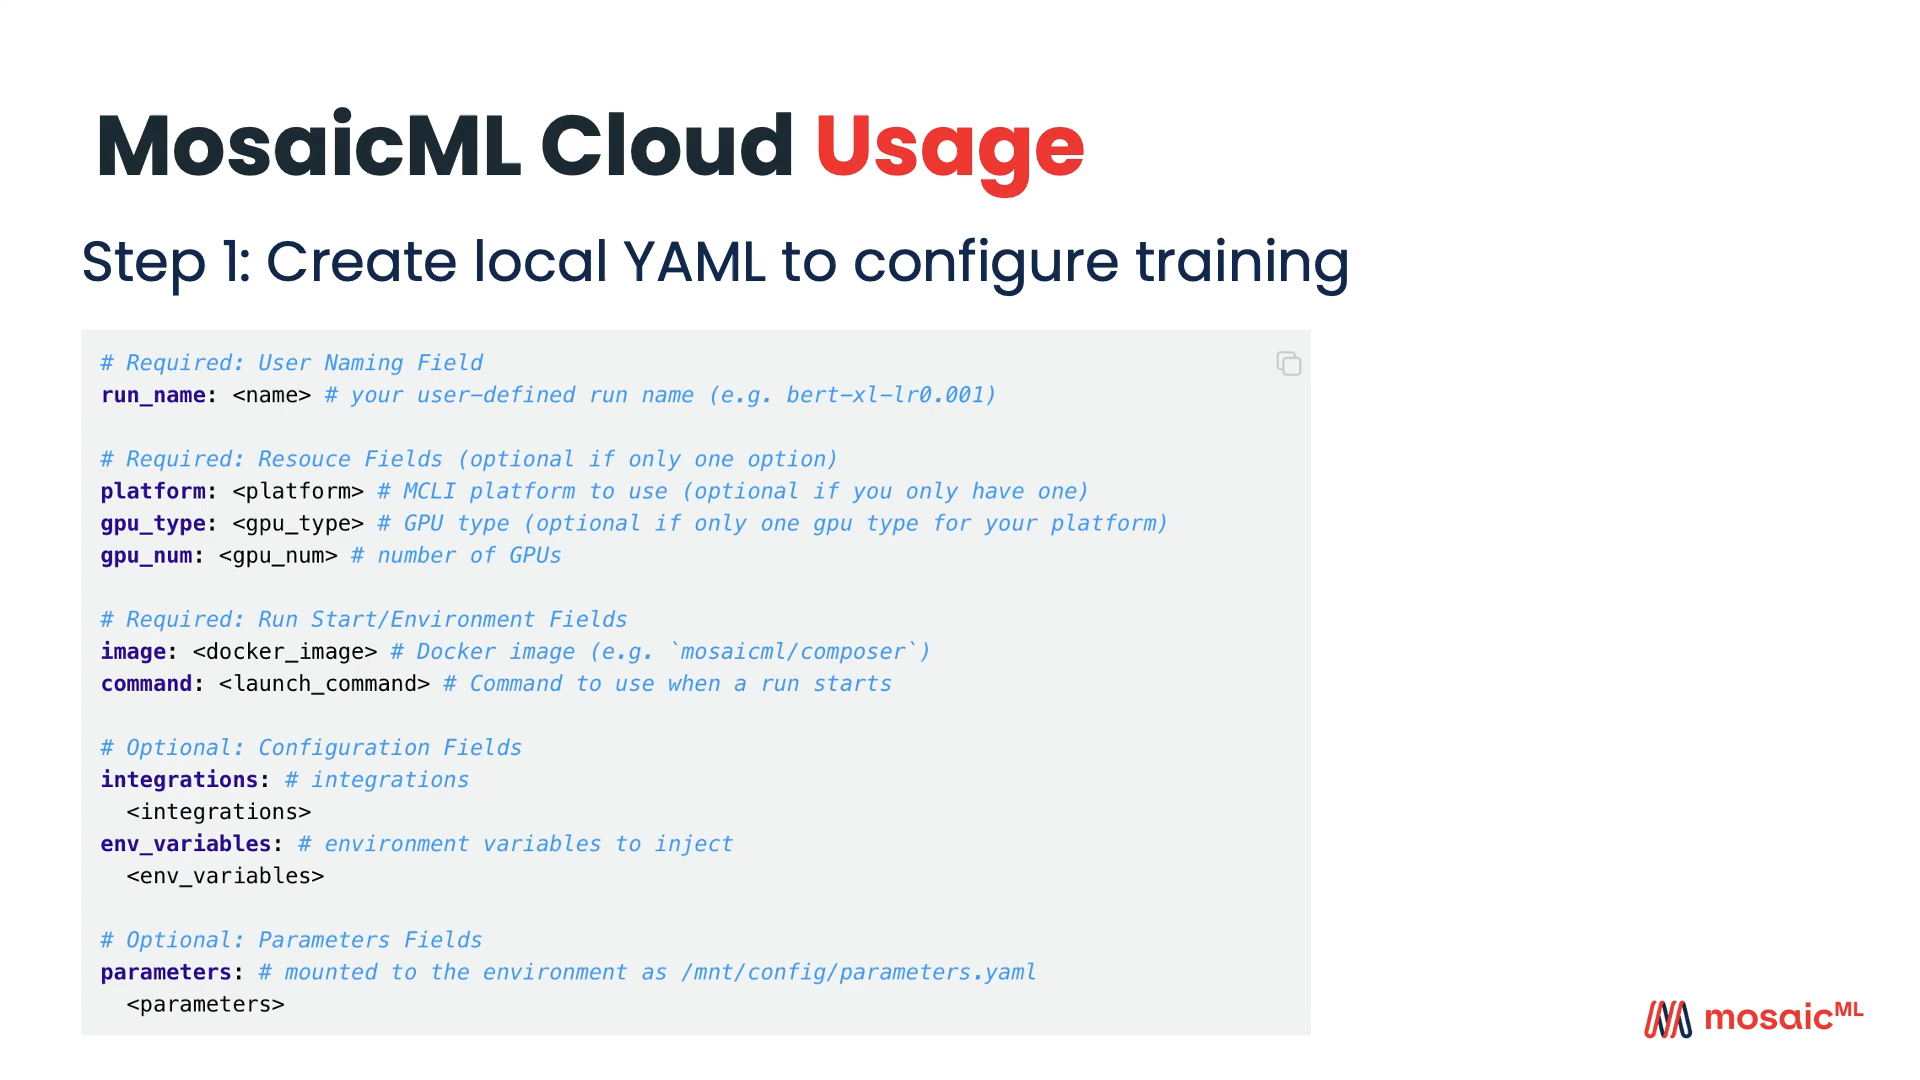 MosaicML Cloud Usage
Step 1: Create local YAML to configure training
# Required: User Naming Field
run_name: <name> # your user-defined run name (e.g. bert-xl-lr0.001)
# Required: Resouce Fields (optional if only one option)
platform: <platform> # MCLI platform to use (optional if you only have one)
gpu_type: <gpu_type> # GPU type (optional if only one gpu type for your platform)
gpu_num: <gpu_num> # number of GPUs
# Required: Run Start/Environment Fields
image: <docker_image> # Docker image (e.g. `mosaicml/composer`)
command: <launch_command> # Command to use when a run starts
# Optional: Configuration Fields
integrations: # integrations
  <integrations>
env_variables: # environment variables to inject
  <env_variables>
# Optional: Parameters Fields
parameters: # mounted to the environment as /mnt/config/parameters.yaml
  <parameters>
mosaicML